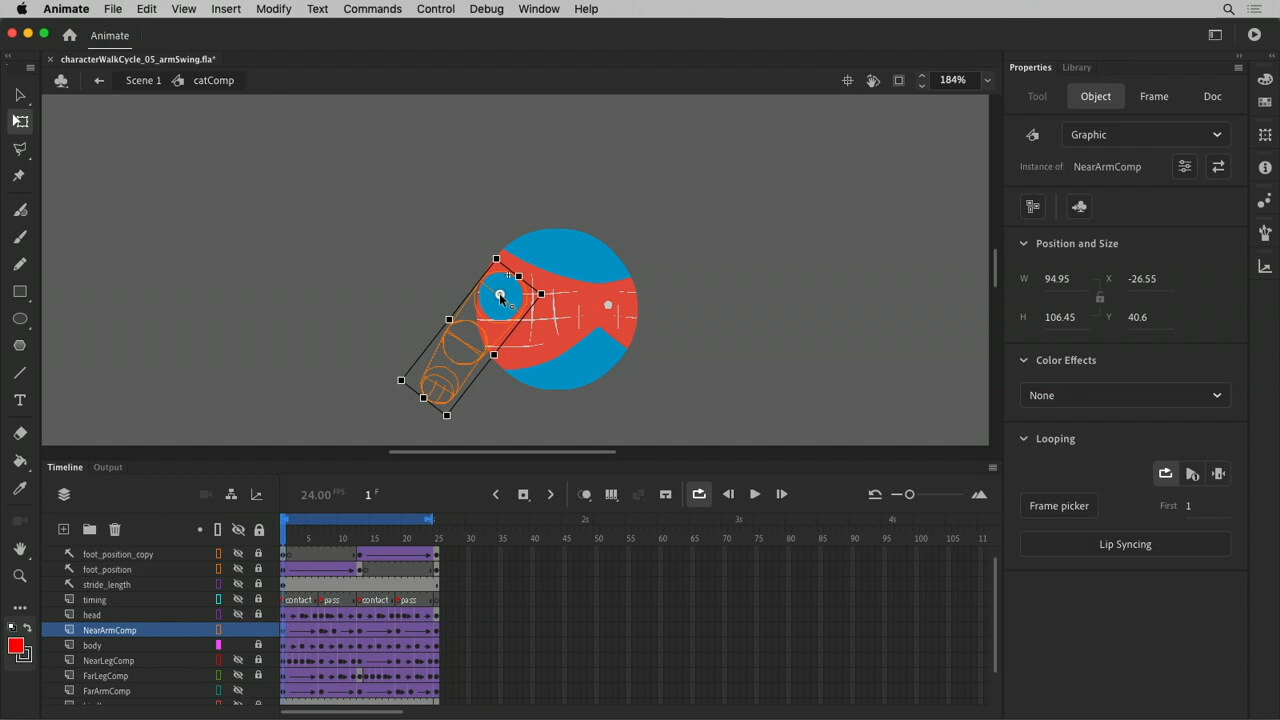 Animate File Edit View Insert Modify Text Commands Control Debug Window Help
Animate
characterWalkCycle_05_armSwing.fla*
Scene 1 catComp 184%
Properties Library
Tool Object Frame Doc
Graphic
Instance of: NearArmComp
Position and Size
W 94.95 X -26.55
H 106.45 Y 40.6
Color Effects
None
Looping
Frame picker First 1
Lip Syncing
Timeline Output
24.00 FPS 1 F
1s 2s 3s 4s
5 10 15 20 25 30 35 40 45 50 55 60 65 70 75 80 85 90 95 100 105 11
foot_position_copy
foot_position
stride_length
timing contact pass contact pass
head
NearArmComp
body
NearLegComp
FarLegComp
FarArmComp